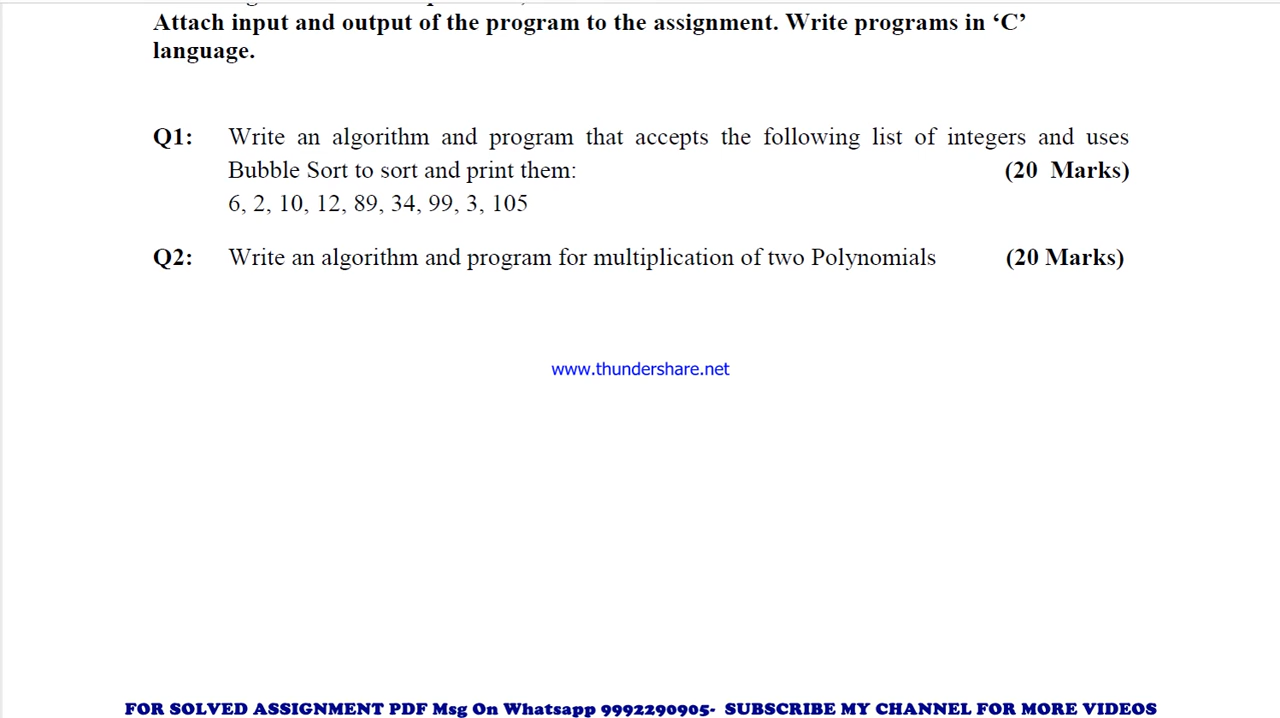 Attach input and output of the program to the assignment. Write programs in ‘C’
language.
Q1: Write an algorithm and program that accepts the following list of integers and uses
Bubble Sort to sort and print them: (20 Marks)
6, 2, 10, 12, 89, 34, 99, 3, 105
Q2: Write an algorithm and program for multiplication of two Polynomials (20 Marks)
www.thundershare.net
FOR SOLVED ASSIGNMENT PDF Msg On Whatsapp 9992290905- SUBSCRIBE MY CHANNEL FOR MORE VIDEOS